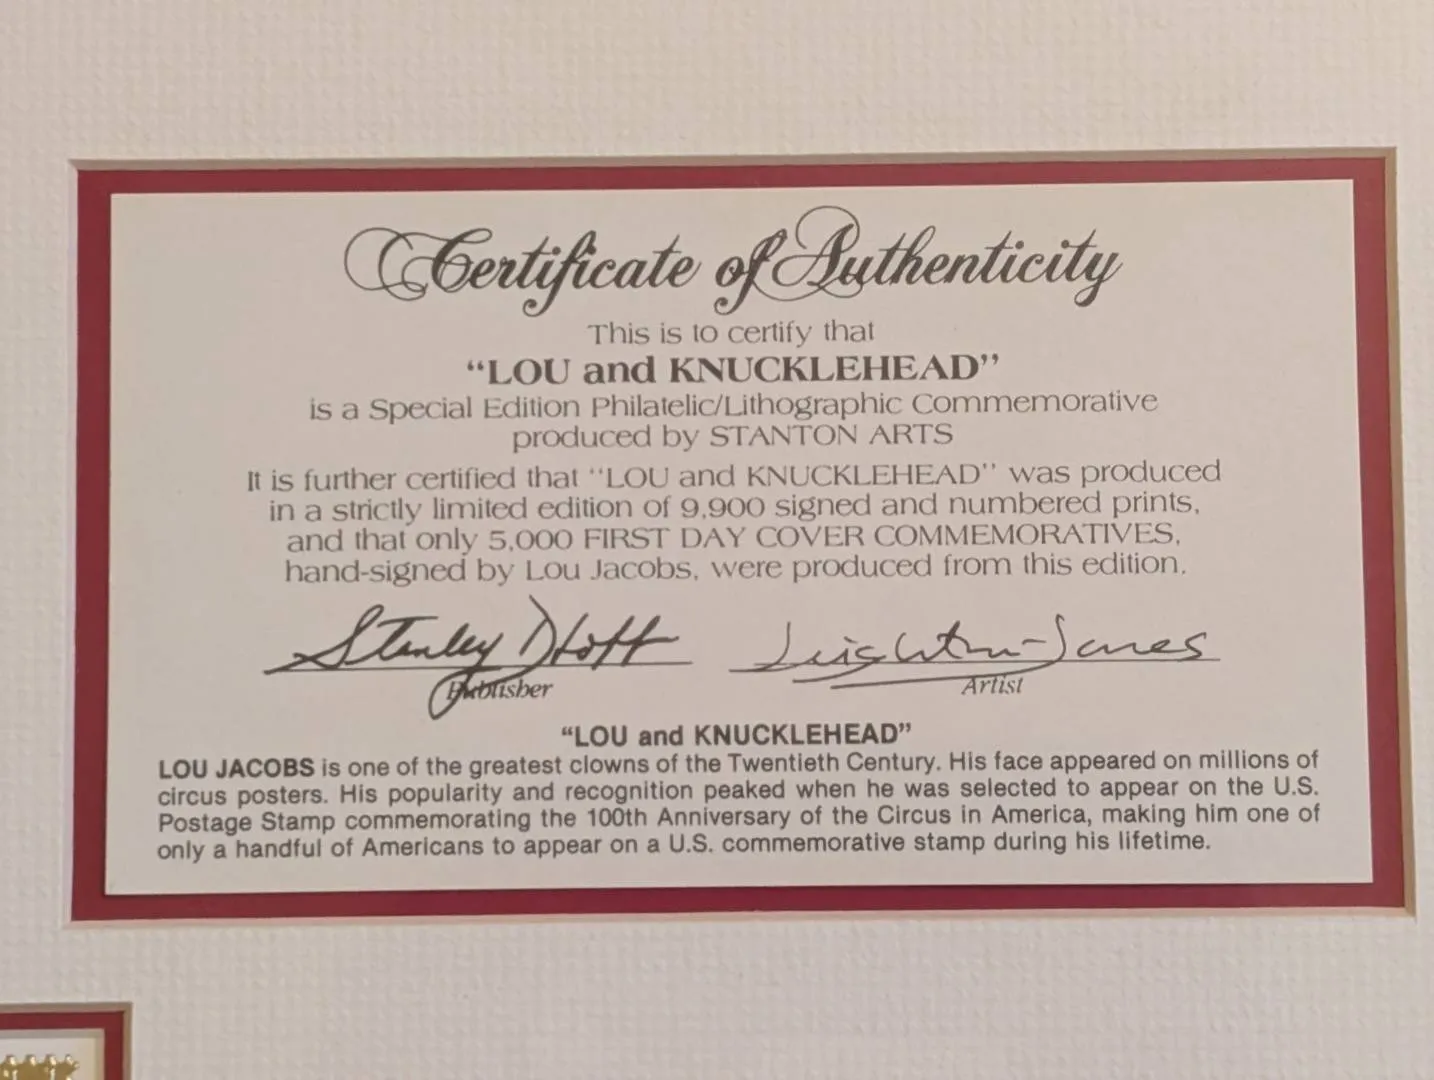 Certificate of Authenticity
This is to certify that
“LOU and KNUCKLEHEAD”
is a Special Edition Philatelic/Lithographic Commemorative
produced by STANTON ARTS
It is further certified that “LOU and KNUCKLEHEAD” was produced
in a strictly limited edition of 9,900 signed and numbered prints,
and that only 5,000 FIRST DAY COVER COMMEMORATIVES,
hand-signed by Lou Jacobs, were produced from this edition.
Stanley Leighton-Jones
Publisher Artist
“LOU and KNUCKLEHEAD”
LOU JACOBS is one of the greatest clowns of the Twentieth Century. His face appeared on millions of
circus posters. His popularity and recognition peaked when he was selected to appear on the U.S.
Postage Stamp commemorating the 100th Anniversary of the Circus in America, making him one of
only a handful of Americans to appear on a U.S. commemorative stamp during his lifetime.